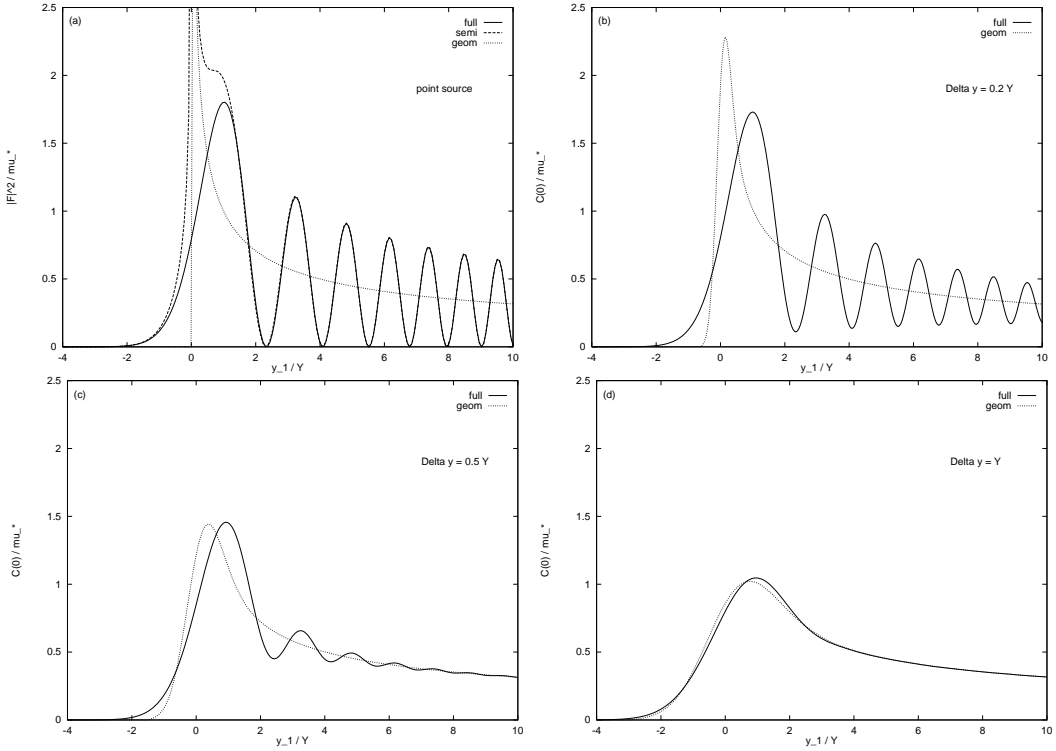 (a)
full
semi
geom
point source
|F|^2 / mu_*
2.5
2
1.5
1
0.5
0
-4 -2 0 2 4 6 8 10
y_1 / Y
(b)
full
geom
Delta y = 0.2 Y
C(0) / mu_*
2.5
2
1.5
1
0.5
0
-4 -2 0 2 4 6 8 10
y_1 / Y
(c)
full
geom
Delta y = 0.5 Y
C(0) / mu_*
2.5
2
1.5
1
0.5
0
-4 -2 0 2 4 6 8 10
y_1 / Y
(d)
full
geom
Delta y = Y
C(0) / mu_*
2.5
2
1.5
1
0.5
0
-4 -2 0 2 4 6 8 10
y_1 / Y